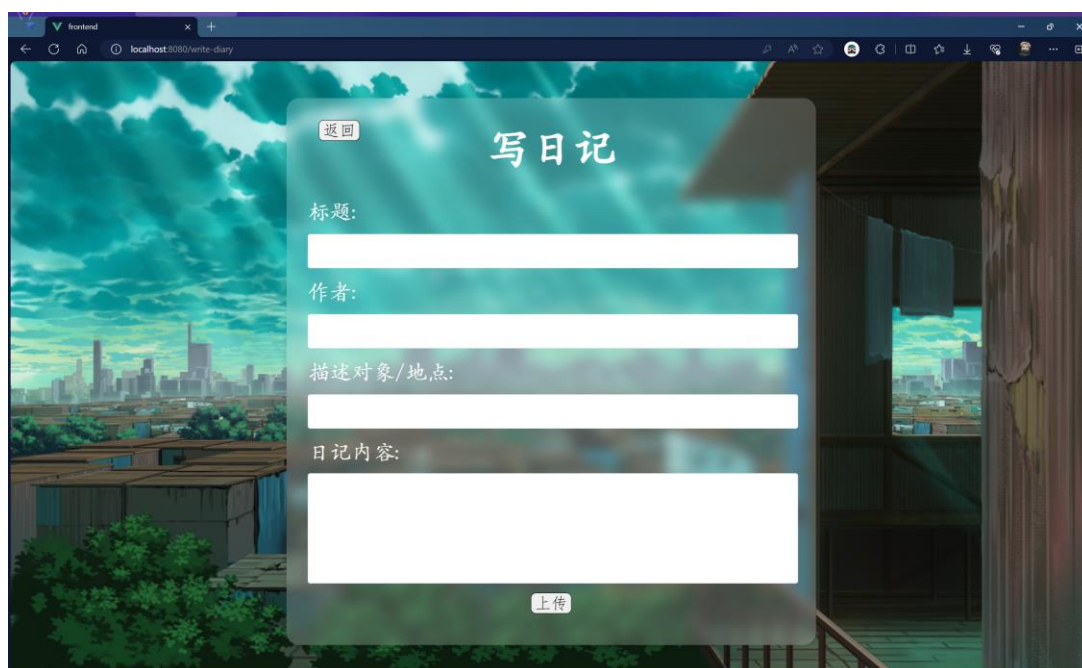 frontend
localhost:8080/write-diary
返回
写日记
标题:
作者:
描述对象/地点:
日记内容:
上传